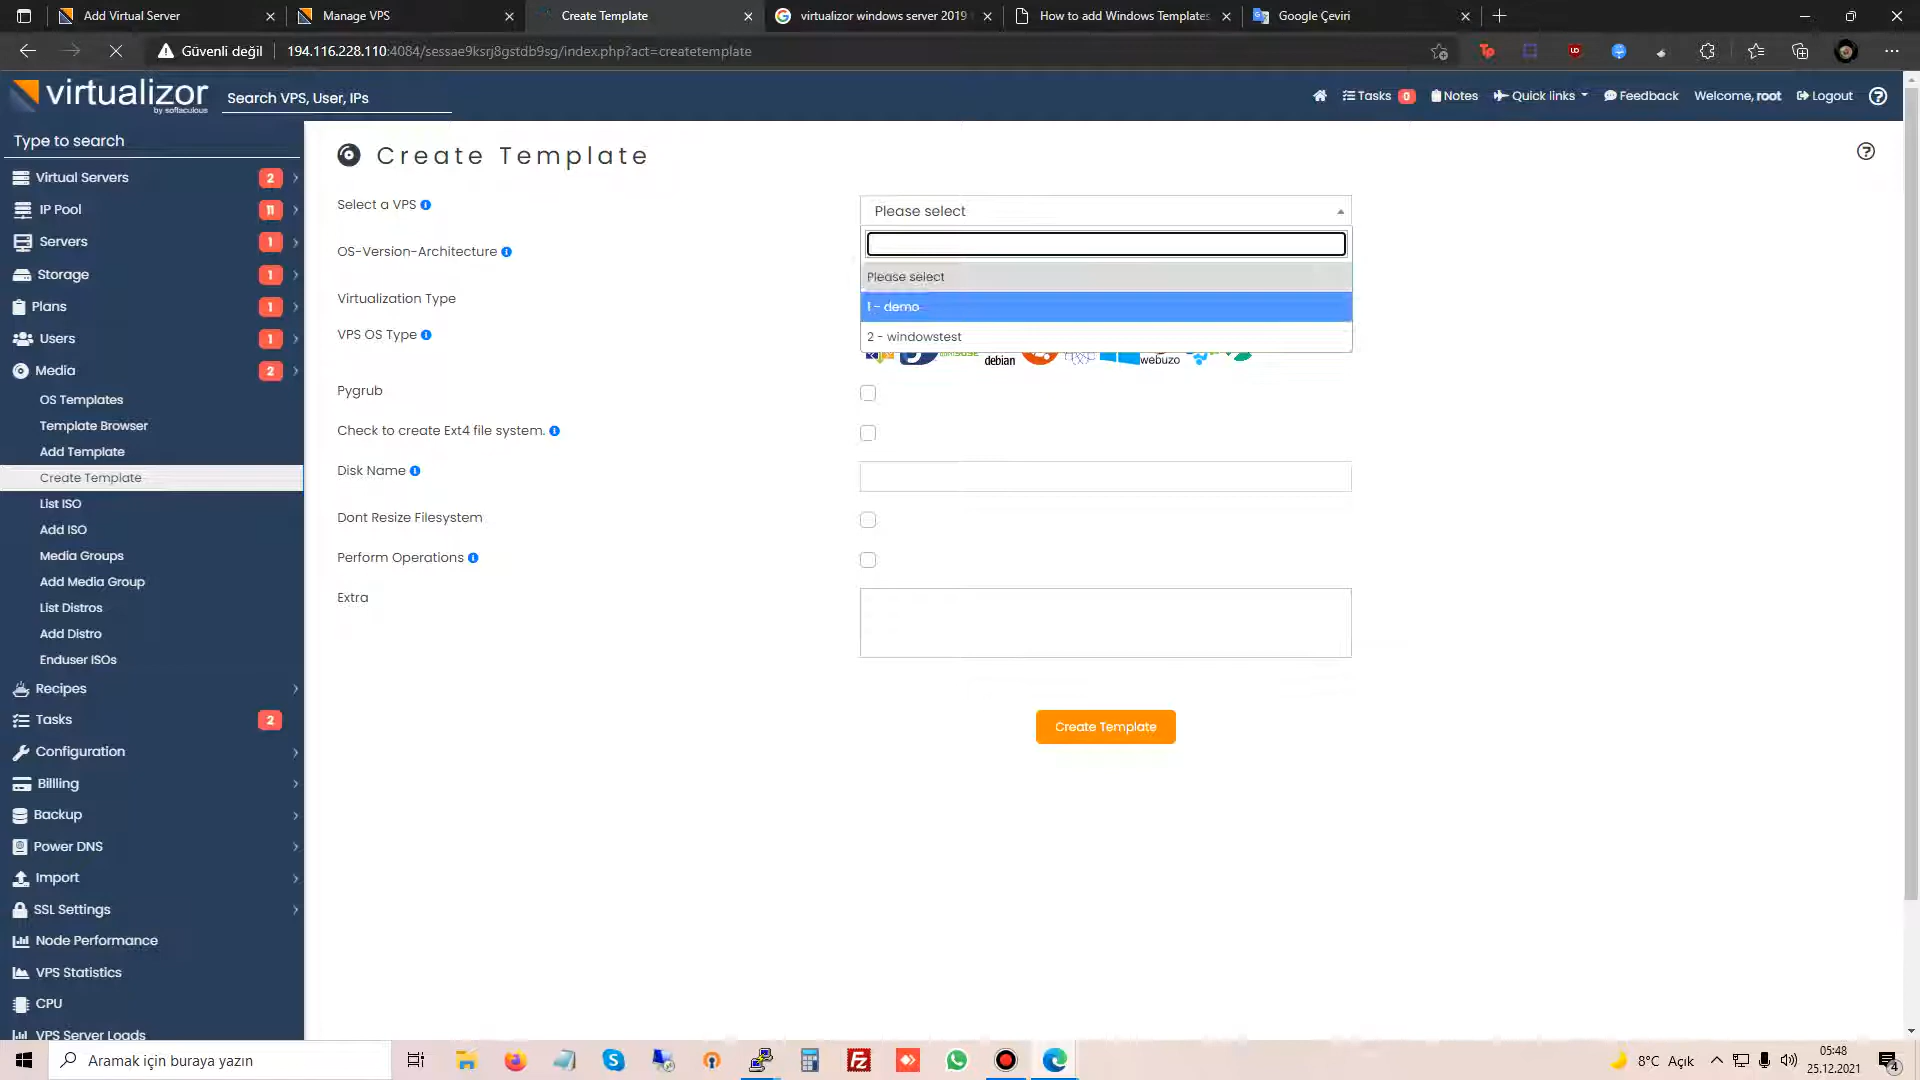 Add Virtual Server
Manage VPS
Create Template
virtualizor windows server 2019
How to add Windows Templates
Google Çeviri
Güvenli değil
194.116.228.110:4084/sessae9ksrj8gstdb9sg/index.php?act=createtemplate
virtualizor
by softaculous
Search VPS, User, IPs
Tasks 0
Notes
Quick links
Feedback
Welcome, root
Logout
Type to search
Virtual Servers 2
IP Pool 11
Servers 1
Storage 1
Plans 1
Users 1
Media 2
OS Templates
Template Browser
Add Template
Create Template
List ISO
Add ISO
Media Groups
Add Media Group
List Distros
Add Distro
Enduser ISOs
Recipes
Tasks 2
Configuration
Billling
Backup
Power DNS
Import
SSL Settings
Node Performance
VPS Statistics
CPU
VPS Server Loads
Create Template
Select a VPS
Please select
Please select
1 - demo
2 - windowstest
OS-Version-Architecture
Virtualization Type
VPS OS Type
debian
webuzo
Pygrub
Check to create Ext4 file system.
Disk Name
Dont Resize Filesystem
Perform Operations
Extra
Create Template
Aramak için buraya yazın
8°C Açık
05:48
25.12.2021
4